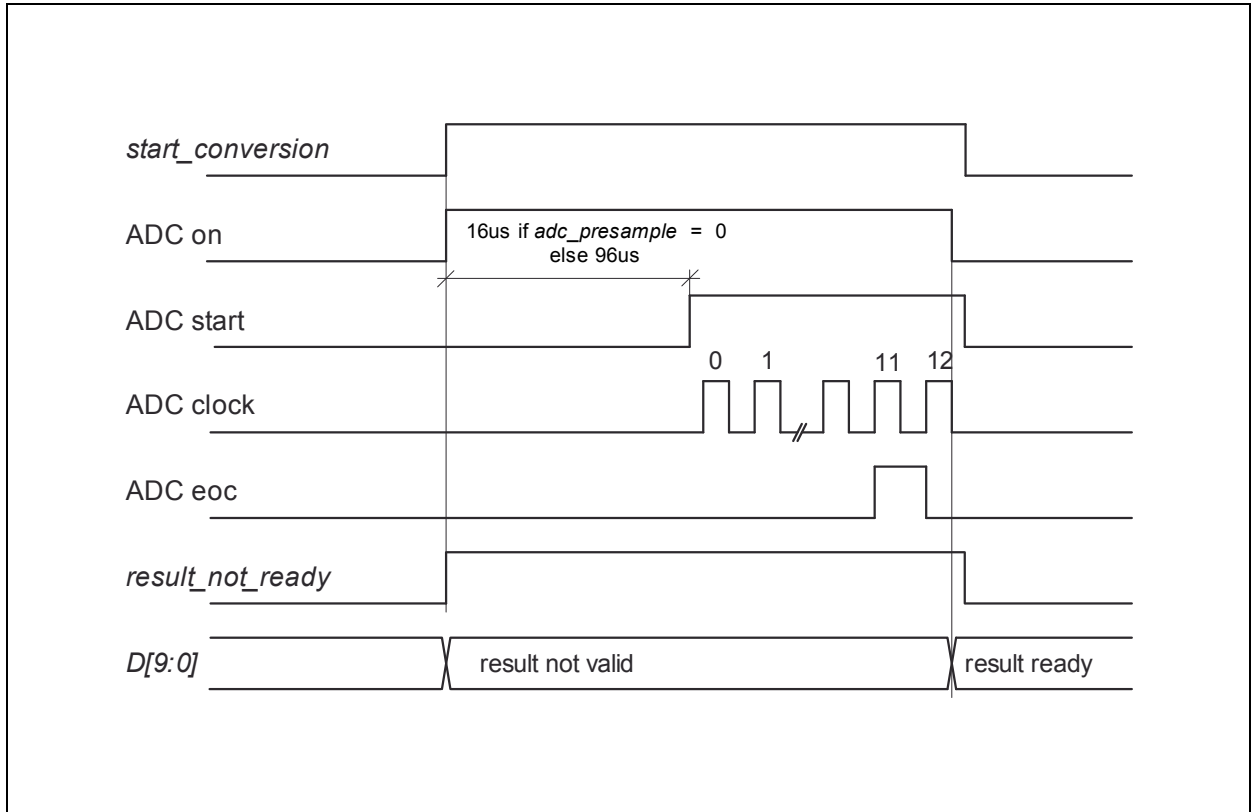 start_conversion
ADC on
16us if adc_presample = 0
else 96us
ADC start
0 1 11 12
ADC clock
ADC eoc
result_not_ready
D[9:0]
result not valid
result ready